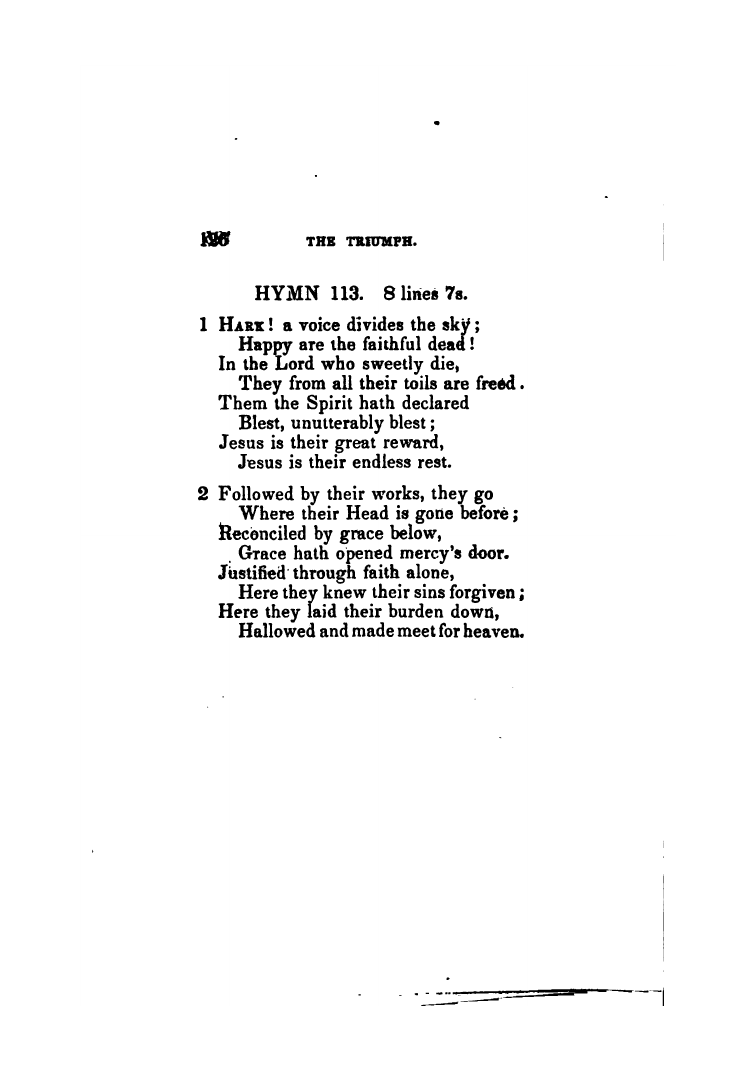 THE TRIUMPH.
HYMN 113. 8 lines 7s.
1 HARK! a voice divides the sky;
Happy are the faithful dead!
In the Lord who sweetly die,
They from all their toils are freed.
Them the Spirit hath declared
Blest, unutterably blest;
Jesus is their great reward,
Jesus is their endless rest.
2 Followed by their works, they go
Where their Head is gone before;
Reconciled by grace below,
Grace hath opened mercy's door.
Justified through faith alone,
Here they knew their sins forgiven;
Here they laid their burden down,
Hallowed and made meet for heaven.